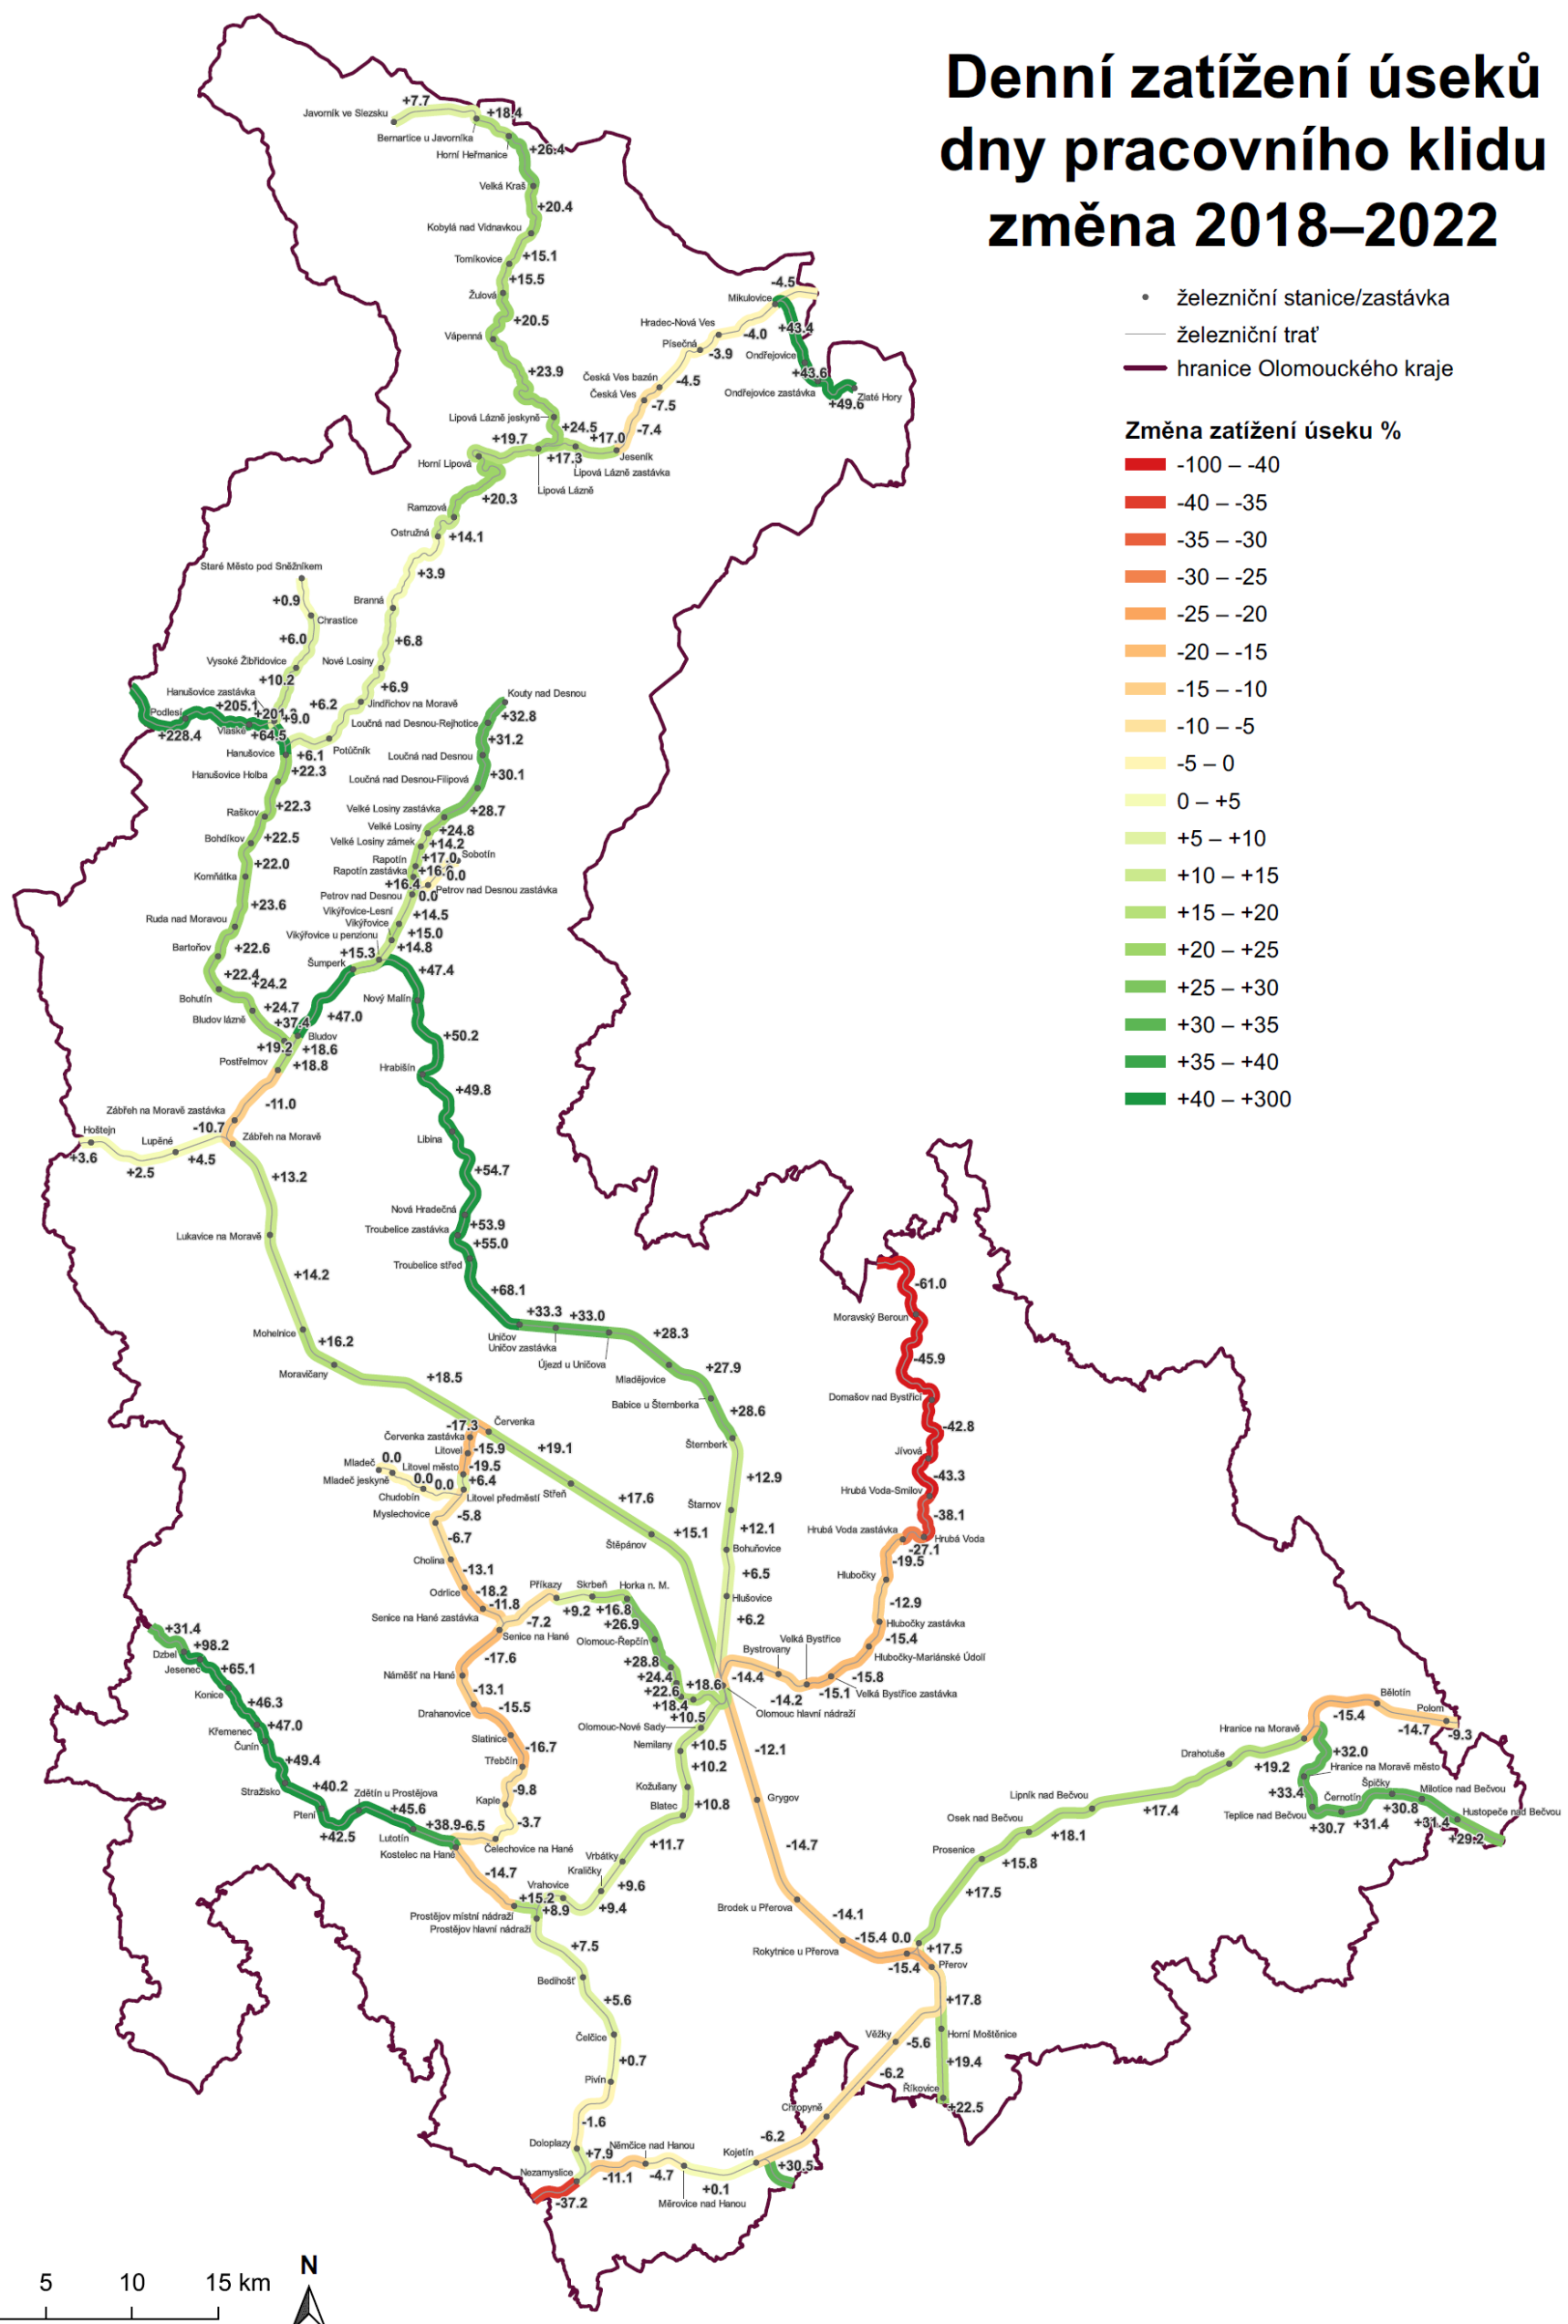 Denní zatížení úseků
dny pracovního klidu
změna 2018–2022
železniční stanice/zastávka
železniční trať
hranice Olomouckého kraje
Změna zatížení úseku %
-100 – -40
-40 – -35
-35 – -30
-30 – -25
-25 – -20
-20 – -15
-15 – -10
-10 – -5
-5 – 0
0 – +5
+5 – +10
+10 – +15
+15 – +20
+20 – +25
+25 – +30
+30 – +35
+35 – +40
+40 – +300
Javorník ve Slezsku
+7.7
Bernartice u Javorníka
+18.4
Horní Heřmanice
+26.4
Velká Kraš
+20.4
Kobylá nad Vidnavkou
+15.1
Tomíkovice
+15.5
Žulová
+20.5
Vápenná
+23.9
Lipová Lázně jeskyně
+24.5
+19.7
+17.3
+17.0
Horní Lipová
Lipová Lázně
Lipová Lázně zastávka
Jeseník
-7.4
Česká Ves
-7.5
Česká Ves bazén
-4.5
Písečná
-3.9
Hradec-Nová Ves
-4.0
Mikulovice
-4.5
+43.4
Ondřejovice
+43.6
Ondřejovice zastávka
+49.6
Zlaté Hory
+20.3
Ramzová
Ostružná
+14.1
+3.9
Branná
+6.8
Nové Losiny
+6.9
Jindřichov na Moravě
+6.2
Potůčník
+6.1
Staré Město pod Sněžníkem
+0.9
Chrastice
+6.0
Vysoké Žibřidovice
+10.2
Hanušovice zastávka
+9.0
Podlesí
+205.1
+228.4
Vlaské
+64.5
Hanušovice
+22.3
Hanušovice Holba
+22.3
Raškov
+22.5
Bohdíkov
+22.0
Komňátka
+23.6
Ruda nad Moravou
+22.6
Bartoňov
+22.4
+24.2
Bohutín
+24.7
Bludov lázně
+37.4
Bludov
+19.2
+18.6
Postřelmov
+18.8
Kouty nad Desnou
+32.8
Loučná nad Desnou-Rejhotice
+31.2
Loučná nad Desnou
+30.1
Loučná nad Desnou-Filipová
+28.7
Velké Losiny zastávka
+24.8
Velké Losiny
+14.2
Velké Losiny zámek
+17.0
Rapotín
Sobotín
Rapotín zastávka
0.0
+16.4
Petrov nad Desnou
0.0
Petrov nad Desnou zastávka
Vikýřovice-Lesní
+14.5
Vikýřovice
+15.0
Vikýřovice u penzionu
+14.8
+15.3
Šumperk
+47.0
+47.4
Nový Malín
+50.2
Hrabišín
+49.8
Libina
+54.7
Nová Hradečná
+53.9
Troubelice zastávka
+55.0
Troubelice střed
+68.1
Uničov
+33.3
Uničov zastávka
+33.0
Újezd u Uničova
+28.3
Mladějovice
+27.9
Babice u Šternberka
+28.6
Šternberk
+12.9
Štarnov
+12.1
Bohuňovice
+6.5
Hlušovice
+6.2
-11.0
Zábřeh na Moravě zastávka
-10.7
Zábřeh na Moravě
Hoštejn
+3.6
+2.5
Lupěné
+4.5
+13.2
Lukavice na Moravě
+14.2
Mohelnice
+16.2
Moravičany
+18.5
Červenka
+19.1
Střeň
+17.6
Štěpánov
+15.1
-17.3
Červenka zastávka
-15.9
Litovel
-19.5
Litovel město
+6.4
Litovel předměstí
Mladeč
0.0
Mladeč jeskyně
0.0
Chudobín
0.0
-5.8
Myslechovice
-6.7
Cholina
-13.1
Odrlice
-18.2
Senice na Hané zastávka
-11.8
Senice na Hané
-7.2
Příkazy
+9.2
Skrbeň
+16.8
Horka n. M.
+26.9
Olomouc-Řepčín
+28.8
+24.4
+22.6
+18.4
+18.6
-17.6
Náměšť na Hané
-13.1
Drahanovice
-15.5
Slatinice
-16.7
Třebčín
-9.8
Kaple
-3.7
Čelechovice na Hané
-6.5
+31.4
Dzbel
+98.2
Jesenec
+65.1
Konice
+46.3
Křemenec
+47.0
Čunín
+49.4
Stražisko
+40.2
Ptení
+42.5
Zdětín u Prostějova
+45.6
Lutotín
+38.9
Kostelec na Hané
-14.7
Prostějov místní nádraží
+15.2
Prostějov hlavní nádraží
+8.9
Vrahovice
+9.4
Kraličky
+9.6
Vrbátky
+11.7
Blatec
+10.8
Kožušany
+10.2
Nemilany
+10.5
Olomouc-Nové Sady
+10.5
Olomouc hlavní nádraží
-14.4
Bystrovany
-14.2
Velká Bystřice
-15.1
Velká Bystřice zastávka
-15.8
Hlubočky-Mariánské Údolí
-15.4
Hlubočky zastávka
-12.9
Hlubočky
-19.5
Hrubá Voda zastávka
-27.1
Hrubá Voda
-38.1
Hrubá Voda-Smilov
-43.3
Jívová
-42.8
Domašov nad Bystřicí
-45.9
Moravský Beroun
-61.0
-12.1
Grygov
-14.7
Brodek u Přerova
-14.1
Rokytnice u Přerova
-15.4
0.0
-15.4
+17.5
Přerov
+17.5
Prosenice
+15.8
Osek nad Bečvou
+18.1
Lipník nad Bečvou
+17.4
Drahotuše
+19.2
Hranice na Moravě
-15.4
Bělotín
-14.7
Polom
-9.3
+32.0
Hranice na Moravě město
+33.4
Teplice nad Bečvou
+30.7
Černotín
+31.4
Špičky
+30.8
Milotice nad Bečvou
+31.4
Hustopeče nad Bečvou
+29.2
+17.8
Horní Moštěnice
+19.4
Říkovice
+22.5
Věžky
-5.6
-6.2
Chropyně
-6.2
Kojetín
+30.5
+0.1
Měrovice nad Hanou
-4.7
Němčice nad Hanou
-11.1
Nezamyslice
-37.2
+7.9
Doloplazy
-1.6
Pivín
+0.7
Čelčice
+5.6
Bedihošť
+7.5
5 10 15 km
N